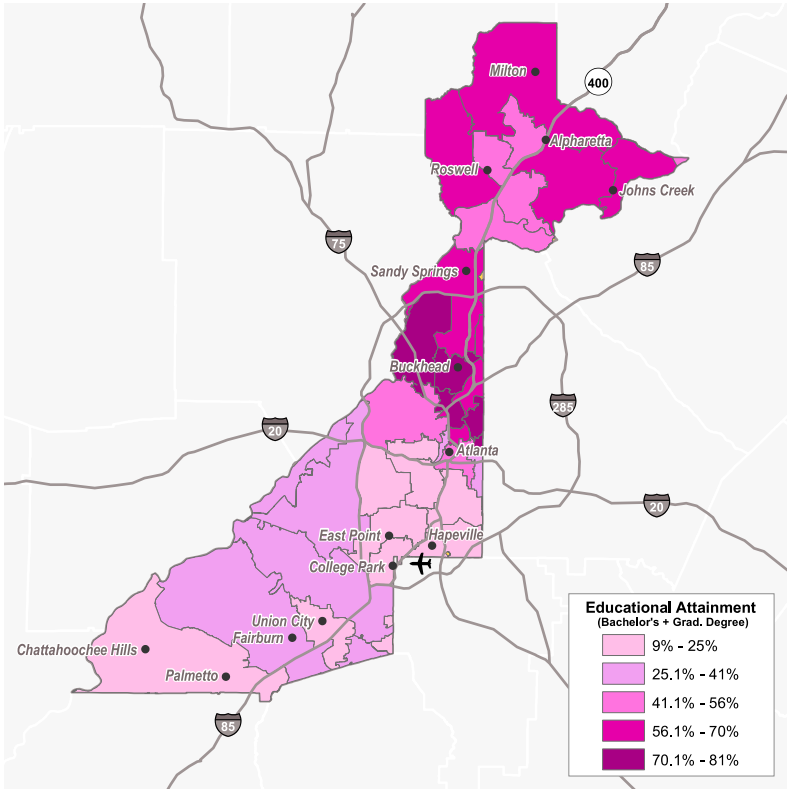 Milton
400
Alpharetta
Roswell
Johns Creek
75
85
Sandy Springs
Buckhead
285
20
Atlanta
20
East Point
Hapeville
College Park
Union City
Fairburn
Chattahoochee Hills
Palmetto
85
Educational Attainment
(Bachelor's + Grad. Degree)
9% - 25%
25.1% - 41%
41.1% - 56%
56.1% - 70%
70.1% - 81%